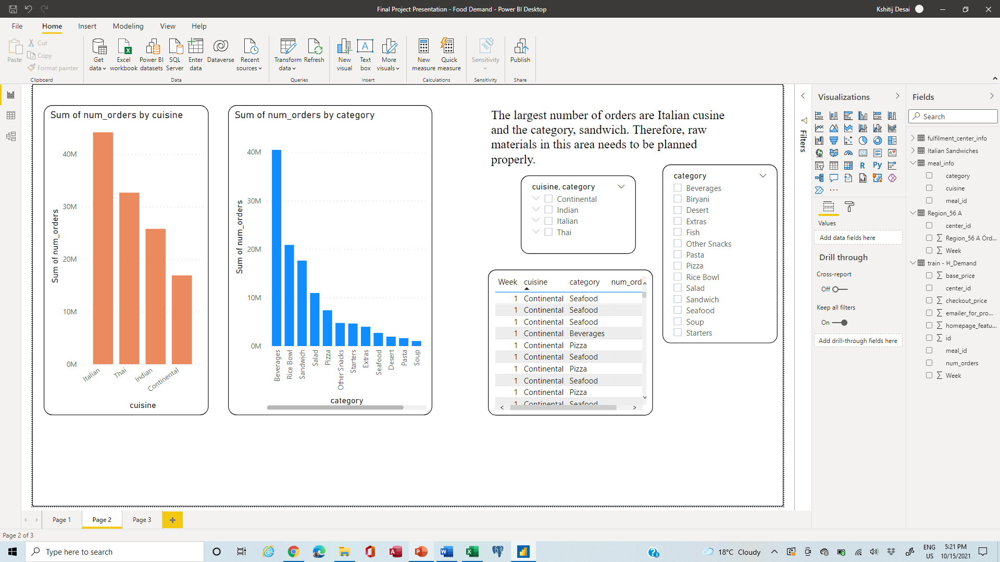 Final Project Presentation - Food Demand - Power BI Desktop
Kshitij Desai
File Home Insert Modeling View Help
Paste
Cut
Copy
Format painter
Clipboard
Get data
Excel workbook
Power BI datasets
SQL Server
Enter data
Dataverse
Recent sources
Data
Transform data
Refresh
Queries
New visual
Text box
More visuals
Insert
New measure
Quick measure
Calculations
Sensitivity
Sensitivity
Publish
Share
Sum of num_orders by cuisine
Sum of num_orders
40M
30M
20M
10M
0M
Italian
Thai
Indian
Continental
cuisine
Sum of num_orders by category
Sum of num_orders
40M
30M
20M
10M
0M
Beverages
Rice Bowl
Sandwich
Salad
Pizza
Other Snacks
Starters
Extras
Seafood
Desert
Pasta
Soup
category
The largest number of orders are Italian cusine
and the category, sandwich. Therefore, raw
materials in this area needs to be planned
properly.
cuisine, category
Continental
Indian
Italian
Thai
category
Beverages
Biryani
Desert
Extras
Fish
Other Snacks
Pasta
Pizza
Rice Bowl
Salad
Sandwich
Seafood
Soup
Starters
Week cuisine category num_ord
1 Continental Seafood
1 Continental Seafood
1 Continental Seafood
1 Continental Beverages
1 Continental Pizza
1 Continental Seafood
1 Continental Pizza
1 Continental Seafood
1 Continental Pizza
1 Continental Seafood
Filters
Visualizations
R Py
123
Values
Add data fields here
Drill through
Cross-report
Off
Keep all filters
On
Add drill-through fields here
Fields
Search
fulfilment_center_info
Italian Sandwiches
meal_info
category
cuisine
meal_id
Region_56 A
center_id
Region_56 A Ord...
Week
train - H_Demand
base_price
center_id
checkout_price
emailer_for_pro...
homepage_featu...
id
meal_id
num_orders
Week
Page 1 Page 2 Page 3 +
Page 2 of 3
Type here to search
18°C Cloudy
ENG
US
5:21 PM
10/15/2021